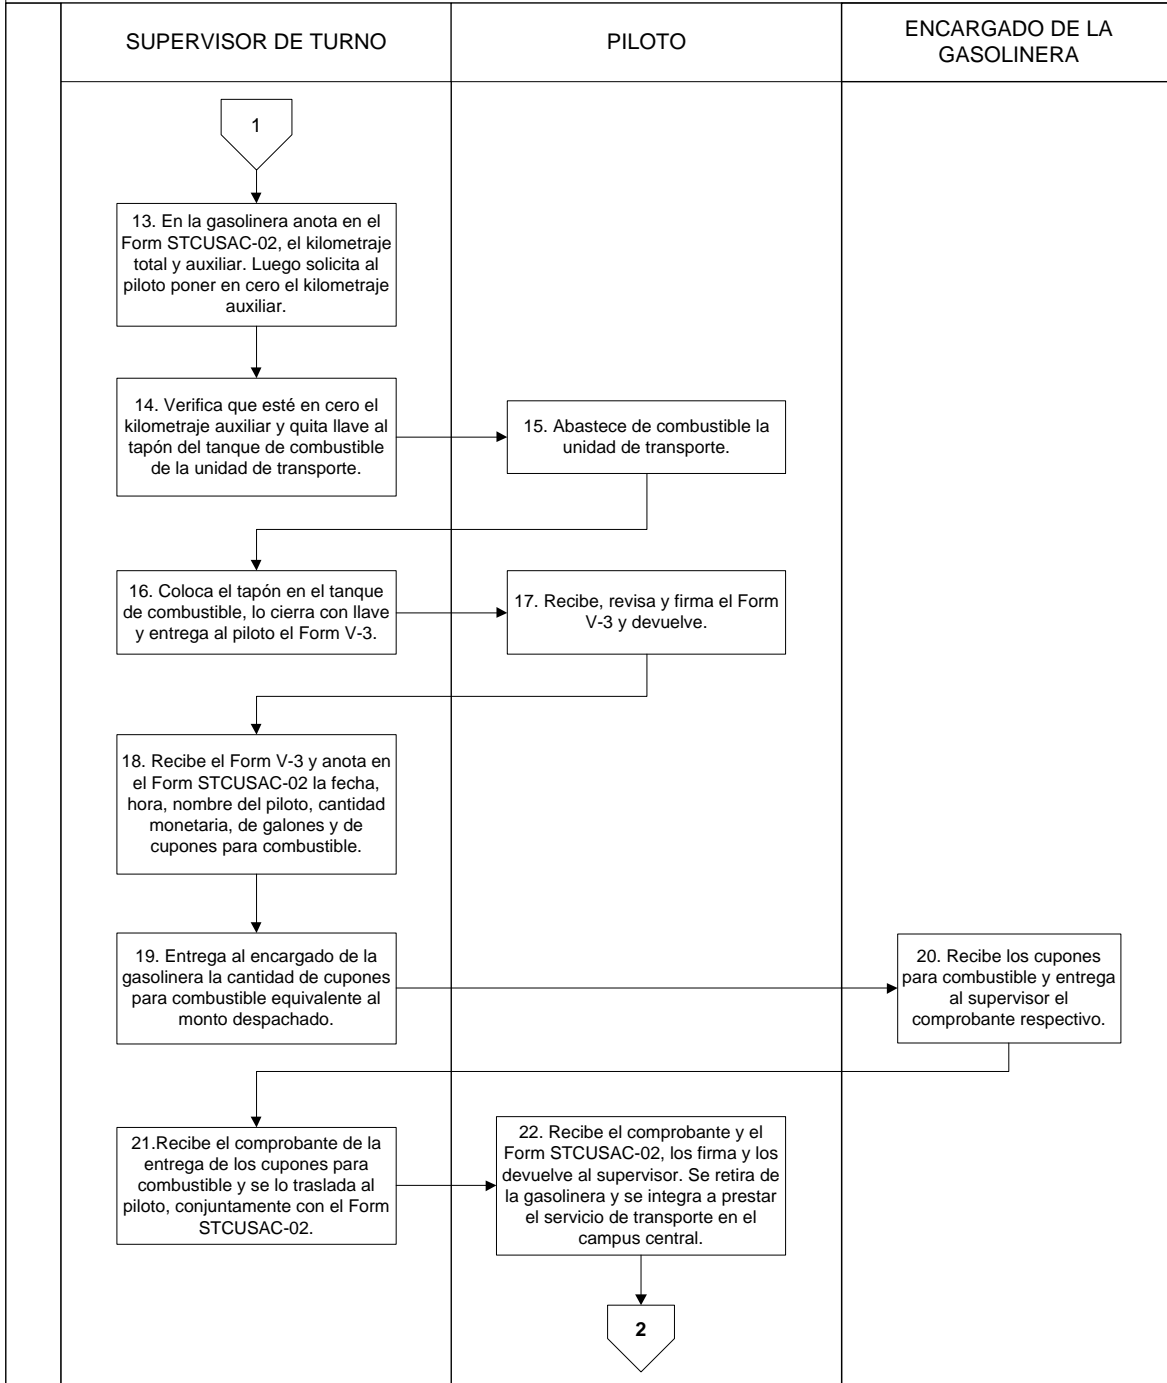 SUPERVISOR DE TURNO
PILOTO
ENCARGADO DE LA
GASOLINERA
1
13. En la gasolinera anota en el
Form STCUSAC-02, el kilometraje
total y auxiliar. Luego solicita al
piloto poner en cero el kilometraje
auxiliar.
14. Verifica que esté en cero el
kilometraje auxiliar y quita llave al
tapón del tanque de combustible
de la unidad de transporte.
15. Abastece de combustible la
unidad de transporte.
16. Coloca el tapón en el tanque
de combustible, lo cierra con llave
y entrega al piloto el Form V-3.
17. Recibe, revisa y firma el Form
V-3 y devuelve.
18. Recibe el Form V-3 y anota en
el Form STCUSAC-02 la fecha,
hora, nombre del piloto, cantidad
monetaria, de galones y de
cupones para combustible.
19. Entrega al encargado de la
gasolinera la cantidad de cupones
para combustible equivalente al
monto despachado.
20. Recibe los cupones
para combustible y entrega
al supervisor el
comprobante respectivo.
21.Recibe el comprobante de la
entrega de los cupones para
combustible y se lo traslada al
piloto, conjuntamente con el Form
STCUSAC-02.
22. Recibe el comprobante y el
Form STCUSAC-02, los firma y los
devuelve al supervisor. Se retira de
la gasolinera y se integra a prestar
el servicio de transporte en el
campus central.
2